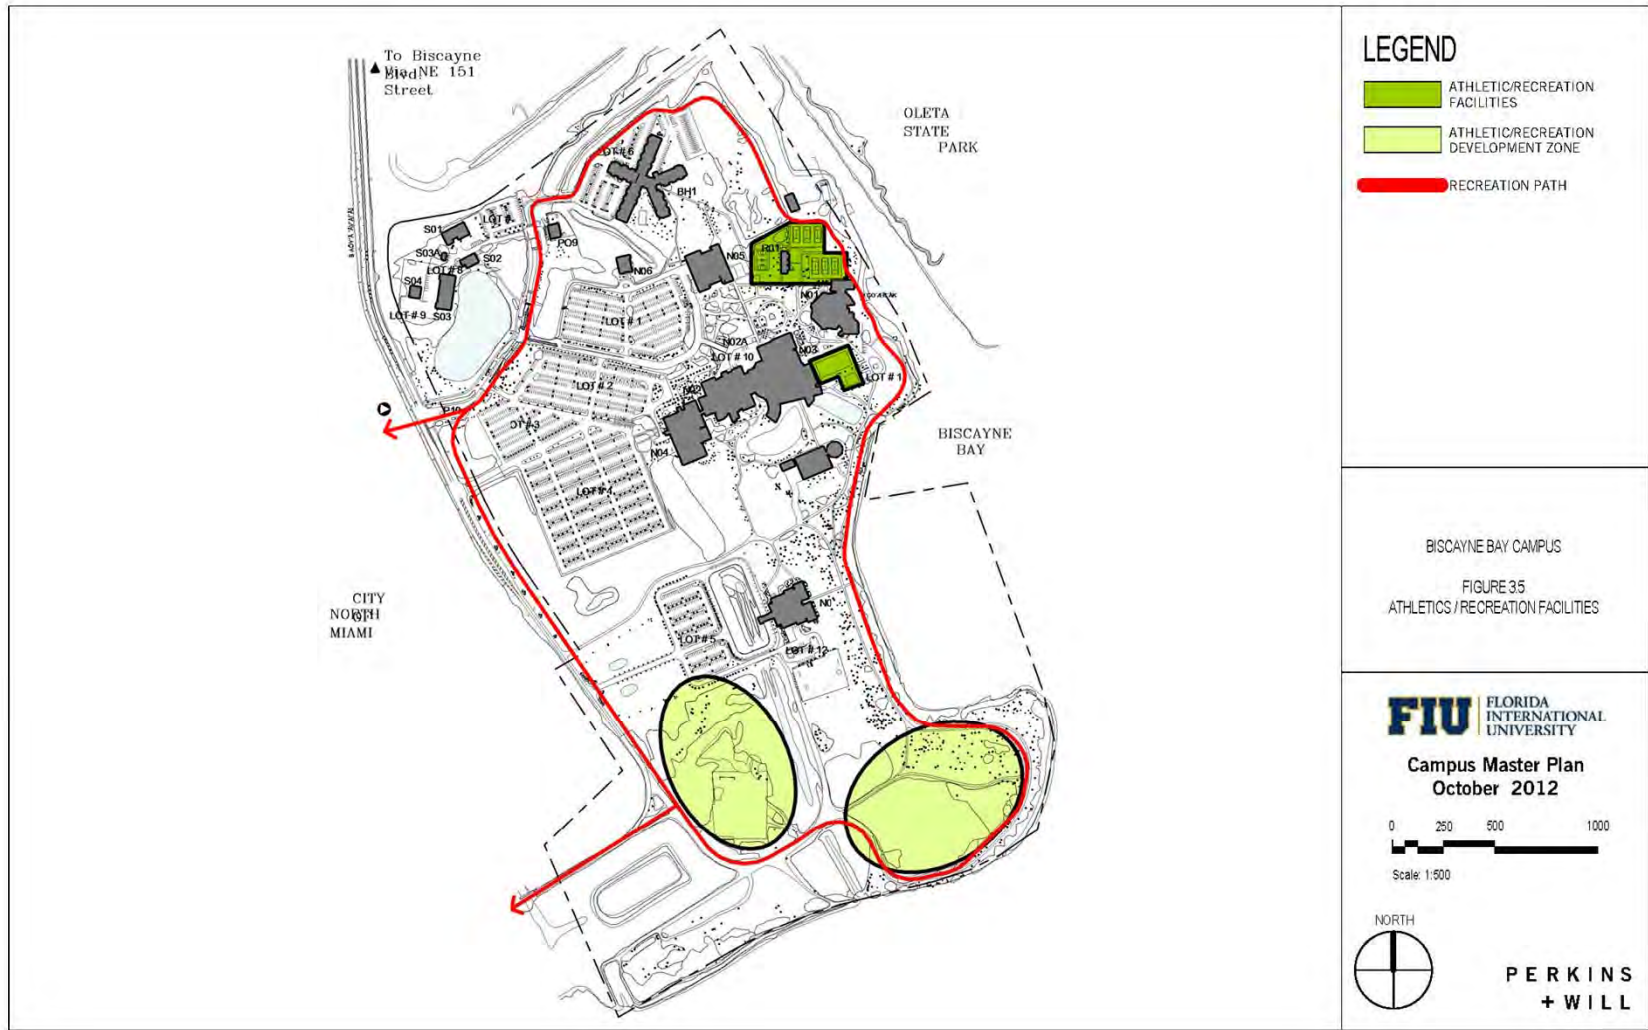 To Biscayne
Blvd.
Via NE 151
Street
OLETA
STATE
PARK
LOT # 6
BH1
LOT #
S01
PO9
S03A
S02
LOT # 8
N05
R01
N06
S04
LOT # 9
S03
N01
LOT # 1
N02A
LOT # 10
N03
LOT # 1
LOT # 2
N02
OT # 3
BISCAYNE
BAY
N04
LOT # 4
CITY
OF
NORTH
MIAMI
N0
LOT # 5
LOT # 12
LEGEND
ATHLETIC/RECREATION
FACILITIES
ATHLETIC/RECREATION
DEVELOPMENT ZONE
RECREATION PATH
BISCAYNE BAY CAMPUS
FIGURE 3.5
ATHLETICS / RECREATION FACILITIES
FIU FLORIDA
INTERNATIONAL
UNIVERSITY
Campus Master Plan
October 2012
0 250 500 1000
Scale: 1:500
NORTH
PERKINS
+ WILL